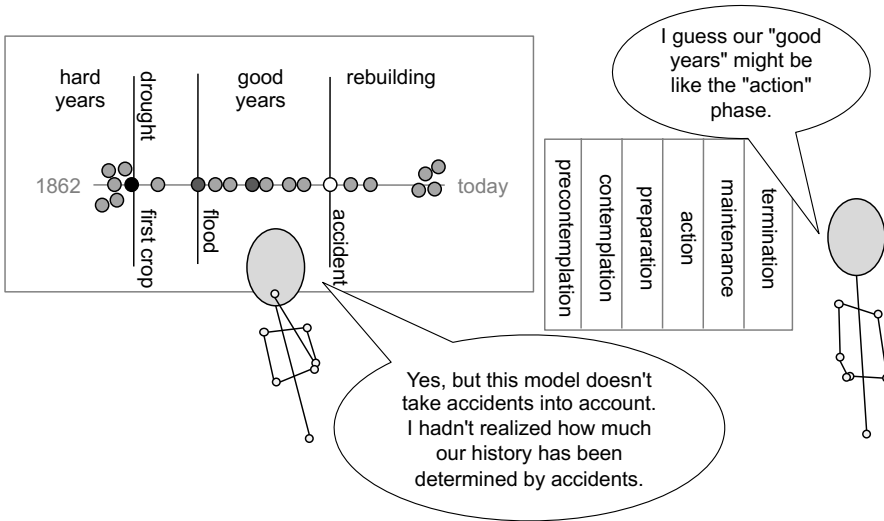 hard
years
drought
good
years
rebuilding
1862
today
first crop
flood
accident
I guess our "good
years" might be
like the "action"
phase.
precontemplation
contemplation
preparation
action
maintenance
termination
Yes, but this model doesn't
take accidents into account.
I hadn't realized how much
our history has been
determined by accidents.